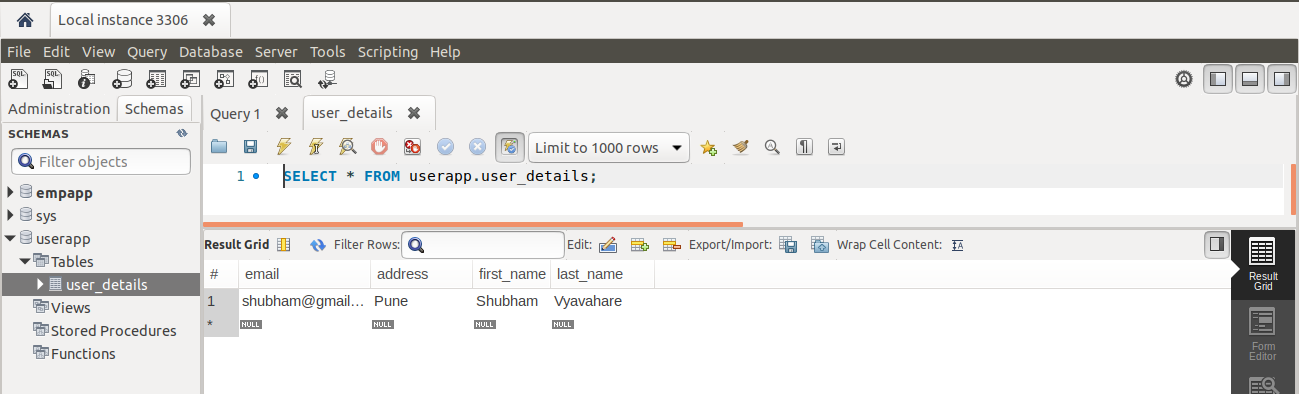 Local instance 3306
File Edit View Query Database Server Tools Scripting Help
Administration Schemas
Query 1 user_details
SCHEMAS
Filter objects
Limit to 1000 rows
empapp
sys
userapp
Tables
user_details
Views
Stored Procedures
Functions
1 SELECT * FROM userapp.user_details;
Result Grid Filter Rows: Edit: Export/Import: Wrap Cell Content:
# email address first_name last_name
1 shubham@gmail... Pune Shubham Vyavahare
* NULL NULL NULL NULL
Result
Grid
Form
Editor